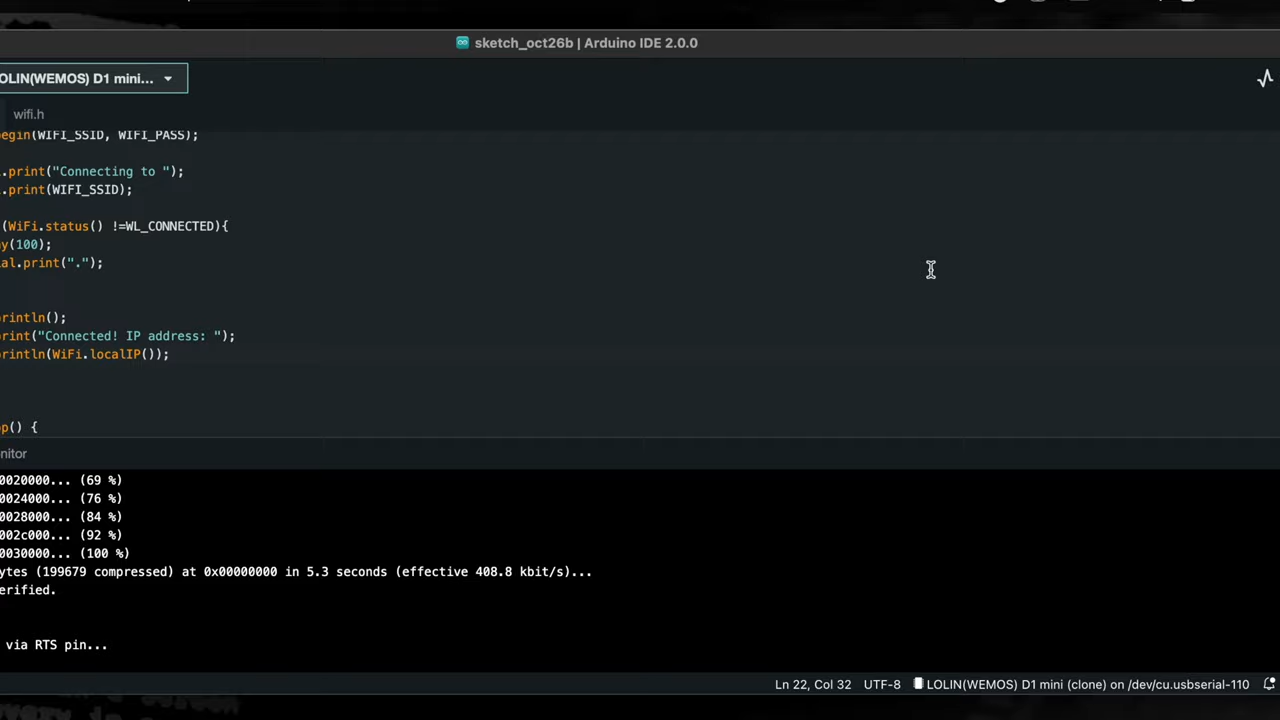 sketch_oct26b | Arduino IDE 2.0.0
OLIN(WEMOS) D1 mini...
wifi.h
egin(WIFI_SSID, WIFI_PASS);
.print("Connecting to ");
.print(WIFI_SSID);
(WiFi.status() !=WL_CONNECTED){
ay(100);
al.print(".");
rintln();
rint("Connected! IP address: ");
rintln(WiFi.localIP());
op() {
nitor
0020000... (69 %)
0024000... (76 %)
0028000... (84 %)
002c000... (92 %)
0030000... (100 %)
ytes (199679 compressed) at 0x00000000 in 5.3 seconds (effective 408.8 kbit/s)...
erified.
via RTS pin...
Ln 22, Col 32 UTF-8 LOLIN(WEMOS) D1 mini (clone) on /dev/cu.usbserial-110